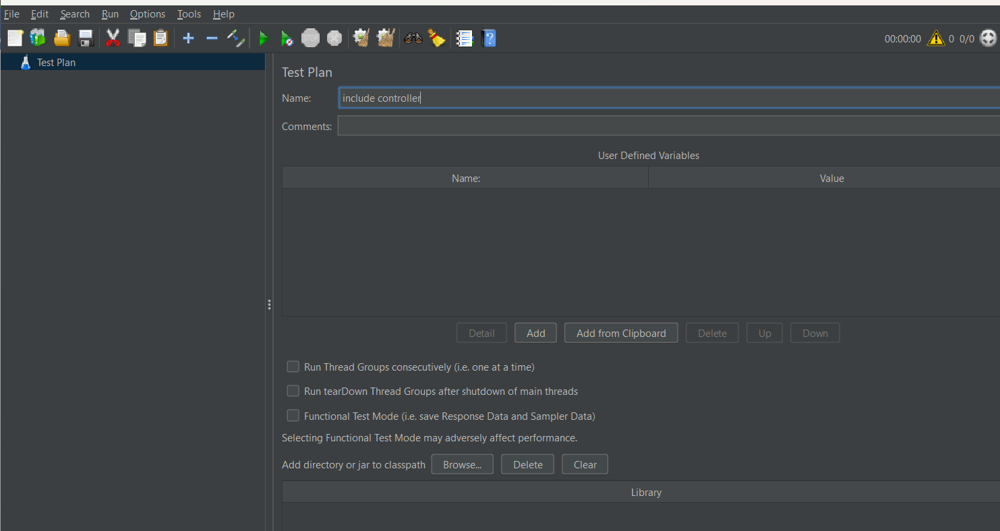 File Edit Search Run Options Tools Help
STOP 00:00:00 0 0/0
Test Plan
Test Plan
Name: include controller
Comments:
User Defined Variables
Name: Value
Detail Add Add from Clipboard Delete Up Down
Run Thread Groups consecutively (i.e. one at a time)
Run tearDown Thread Groups after shutdown of main threads
Functional Test Mode (i.e. save Response Data and Sampler Data)
Selecting Functional Test Mode may adversely affect performance.
Add directory or jar to classpath Browse... Delete Clear
Library